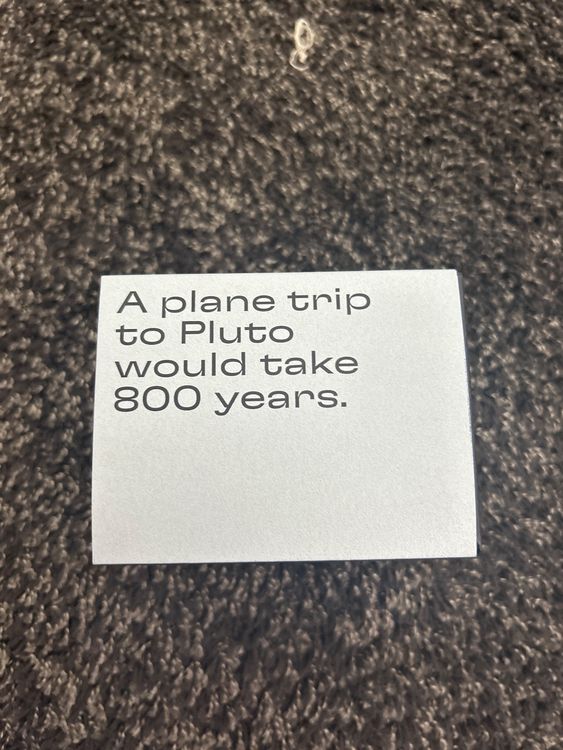 A plane trip
to Pluto
would take
800 years.